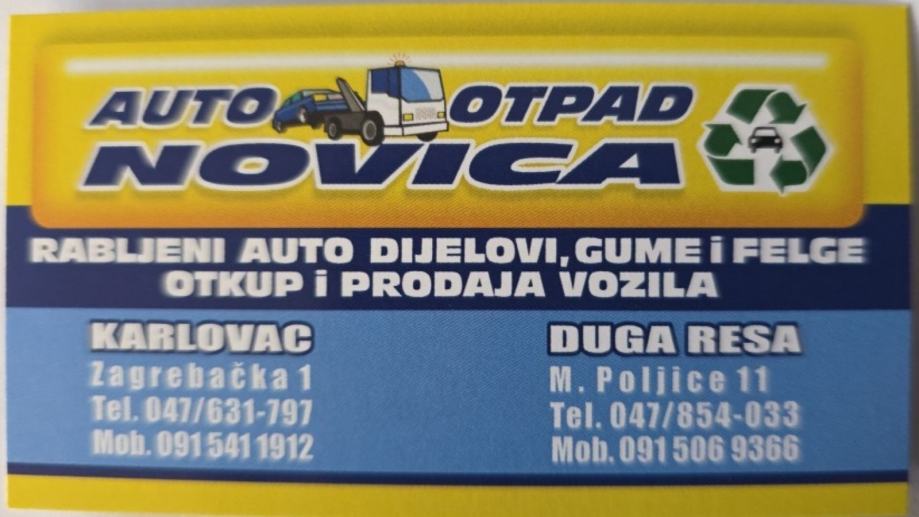 AUTO OTPAD
NOVICA
RABLJENI AUTO DIJELOVI, GUME i FELGE
OTKUP i PRODAJA VOZILA
KARLOVAC
Zagrebačka 1
Tel. 047/631-797
Mob. 091 541 1912
DUGA RESA
M. Poljice 11
Tel. 047/854-033
Mob. 091 506 9366